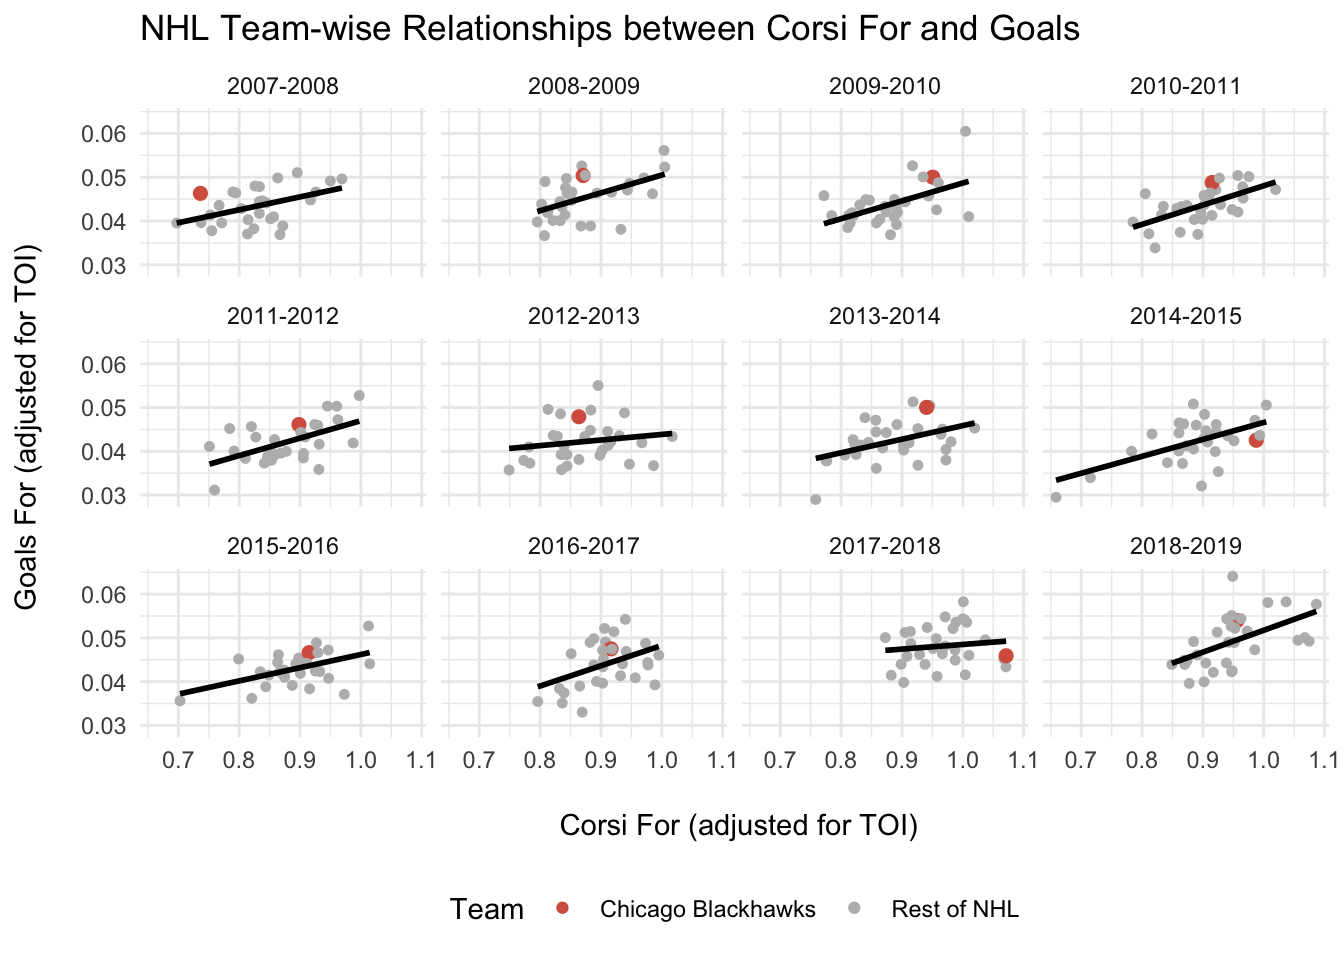 NHL Team-wise Relationships between Corsi For and Goals
2007-2008 2008-2009 2009-2010 2010-2011
0.06
0.05
0.04
0.03
2011-2012 2012-2013 2013-2014 2014-2015
0.06
0.05
0.04
0.03
2015-2016 2016-2017 2017-2018 2018-2019
0.06
0.05
0.04
0.03
0.7 0.8 0.9 1.0 1.1 0.7 0.8 0.9 1.0 1.1 0.7 0.8 0.9 1.0 1.1 0.7 0.8 0.9 1.0 1.1
Goals For (adjusted for TOI)
Corsi For (adjusted for TOI)
Team Chicago Blackhawks Rest of NHL